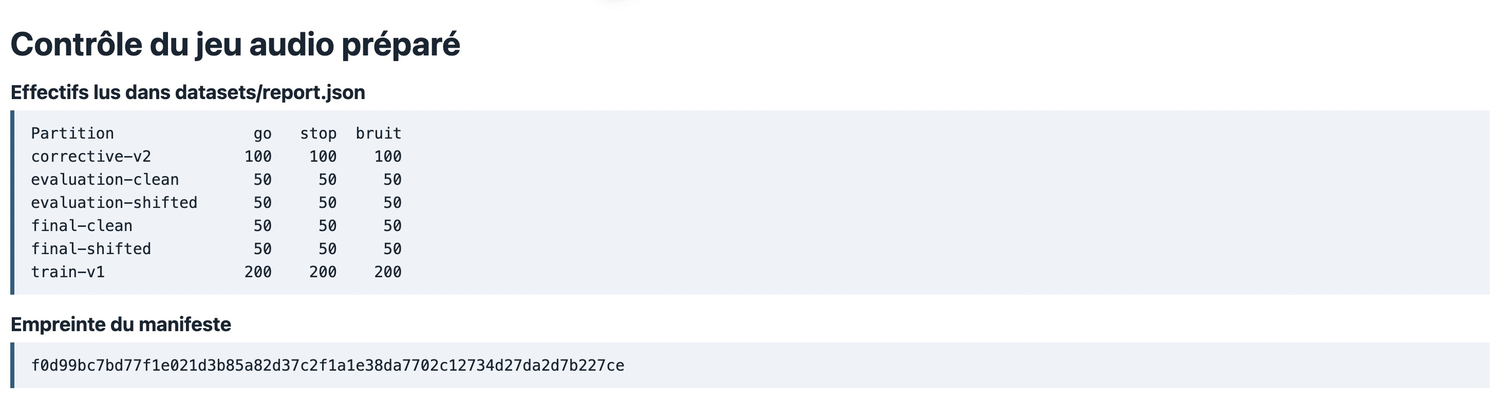 Contrôle du jeu audio préparé
Effectifs lus dans datasets/report.json
Partition go stop bruit
corrective-v2 100 100 100
evaluation-clean 50 50 50
evaluation-shifted 50 50 50
final-clean 50 50 50
final-shifted 50 50 50
train-v1 200 200 200
Empreinte du manifeste
f0d99bc7bd77f1e021d3b85a82d37c2f1a1e38da7702c12734d27da2d7b227ce